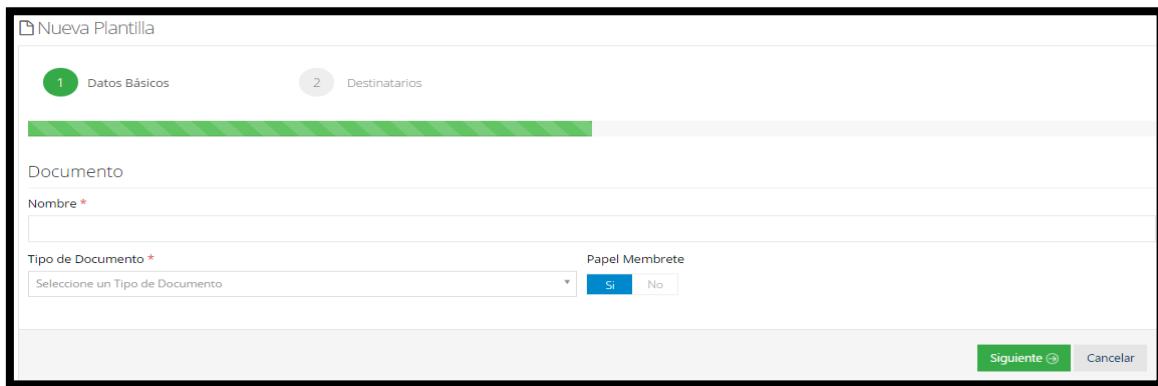 Nueva Plantilla
1 Datos Básicos 2 Destinatarios
Documento
Nombre *
Tipo de Documento * Papel Membrete
Seleccione un Tipo de Documento Si No
Siguiente Cancelar